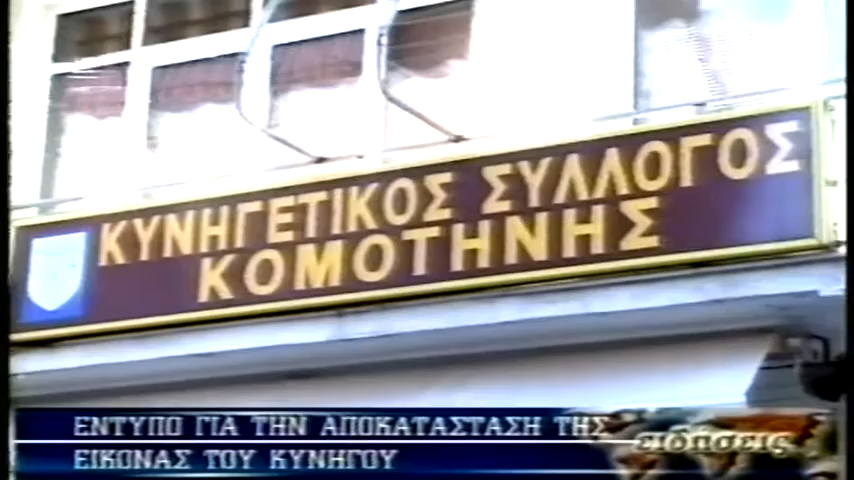 ΚΥΝΗΓΕΤΙΚΟΣ ΣΥΛΛΟΓΟΣ
ΚΟΜΟΤΗΝΗΣ
ΕΝΤΥΠΟ ΓΙΑ ΤΗΝ ΑΠΟΚΑΤΑΣΤΑΣΗ ΤΗΣ
ΕΙΚΟΝΑΣ ΤΟΥ ΚΥΝΗΓΟΥ
ειδήσεις